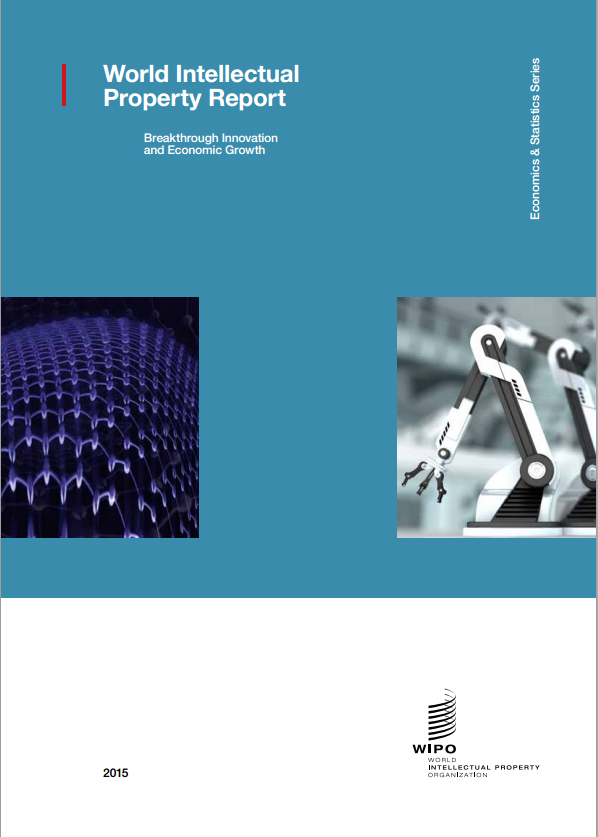 World Intellectual
Property Report
Breakthrough Innovation
and Economic Growth
Economics & Statistics Series
2015
WIPO
WORLD
INTELLECTUAL PROPERTY
ORGANIZATION